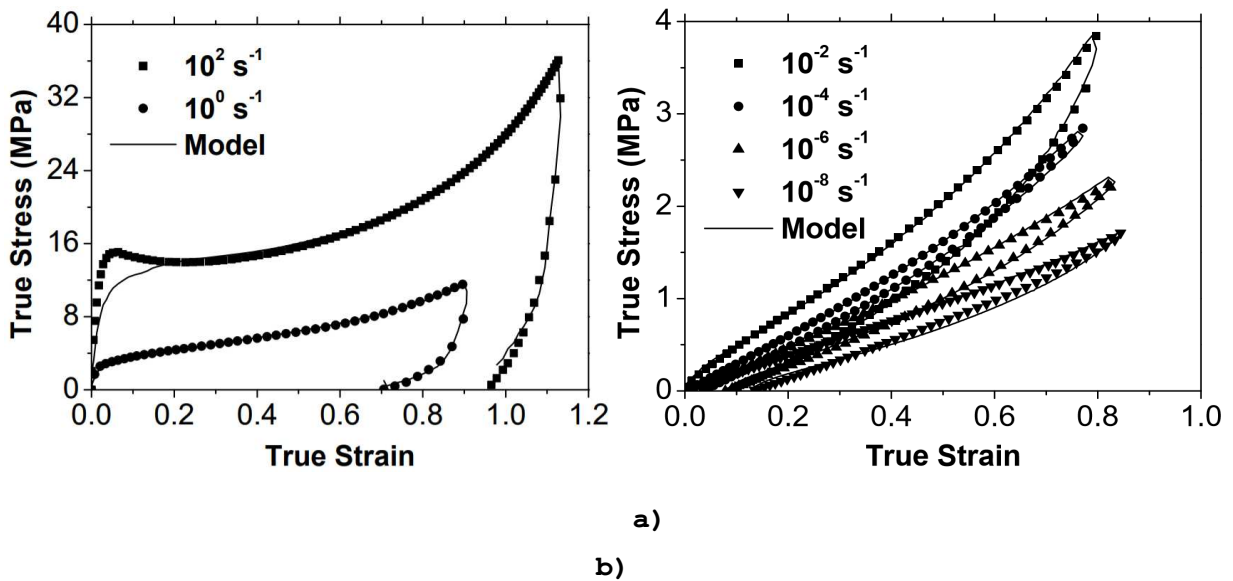 40
32
24
16
8
0
0.0 0.2 0.4 0.6 0.8 1.0 1.2
True Stress (MPa)
True Strain
10² s⁻¹
10⁰ s⁻¹
Model
4
3
2
1
0
0.0 0.2 0.4 0.6 0.8 1.0
True Stress (MPa)
True Strain
10⁻² s⁻¹
10⁻⁴ s⁻¹
10⁻⁶ s⁻¹
10⁻⁸ s⁻¹
Model
a)
b)